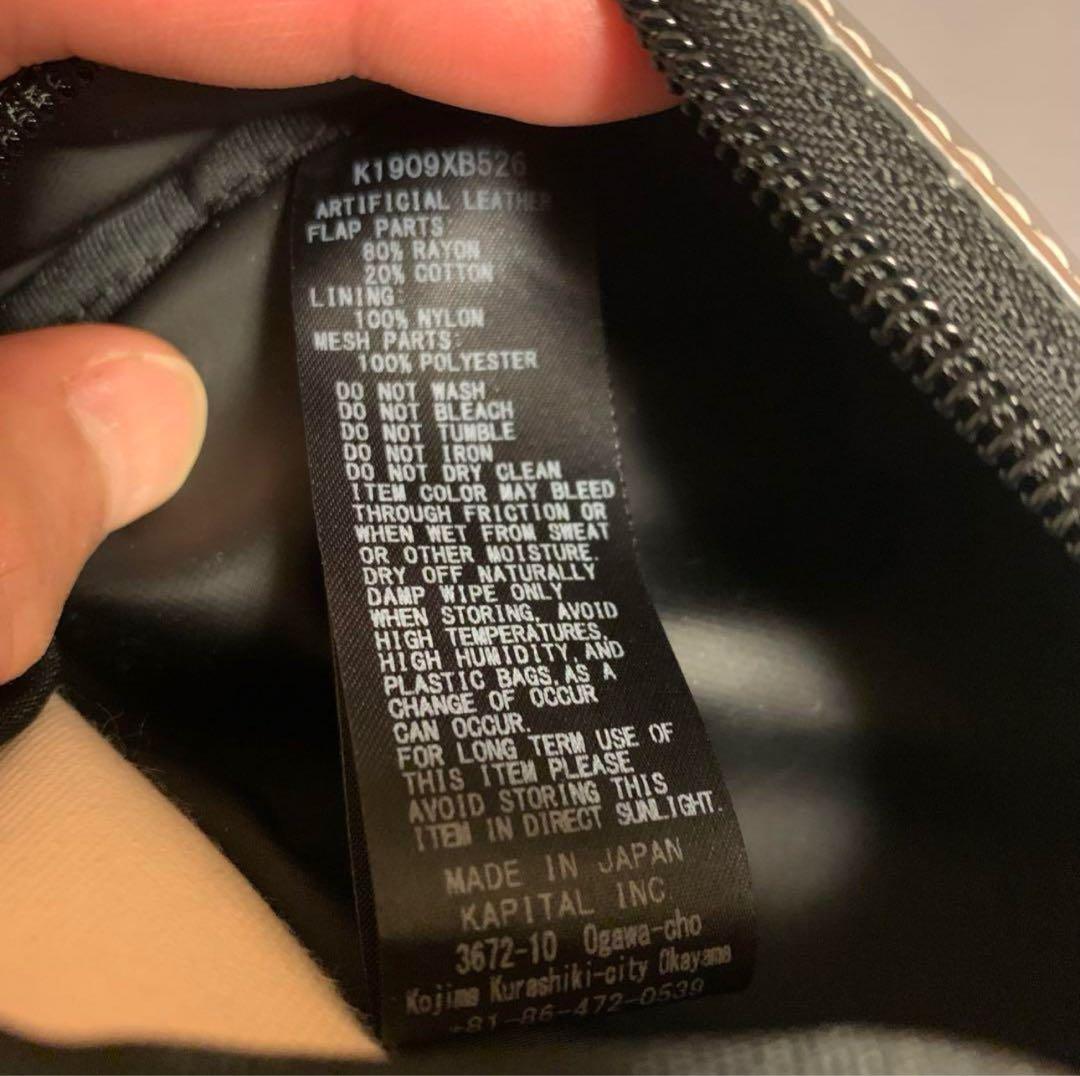 K1909XB526
ARTIFICIAL LEATHER
FLAP PARTS:
80% RAYON
20% COTTON
LINING:
100% NYLON
MESH PARTS:
100% POLYESTER
DO NOT WASH
DO NOT BLEACH
DO NOT TUMBLE
DO NOT IRON
DO NOT DRY CLEAN
ITEM COLOR MAY BLEED
THROUGH FRICTION OR
WHEN WET FROM SWEAT
OR OTHER MOISTURE.
DRY OFF NATURALLY
DAMP WIPE ONLY
WHEN STORING, AVOID
HIGH TEMPERATURES,
HIGH HUMIDITY, AND
PLASTIC BAGS, AS A
CHANGE OF OCCUR
CAN OCCUR.
FOR LONG TERM USE OF
THIS ITEM PLEASE
AVOID STORING THIS
ITEM IN DIRECT SUNLIGHT.
MADE IN JAPAN
KAPITAL INC.
3672-10 Ogawa-cho
Kojima Kurashiki-city Okayama
+81-86-472-0539